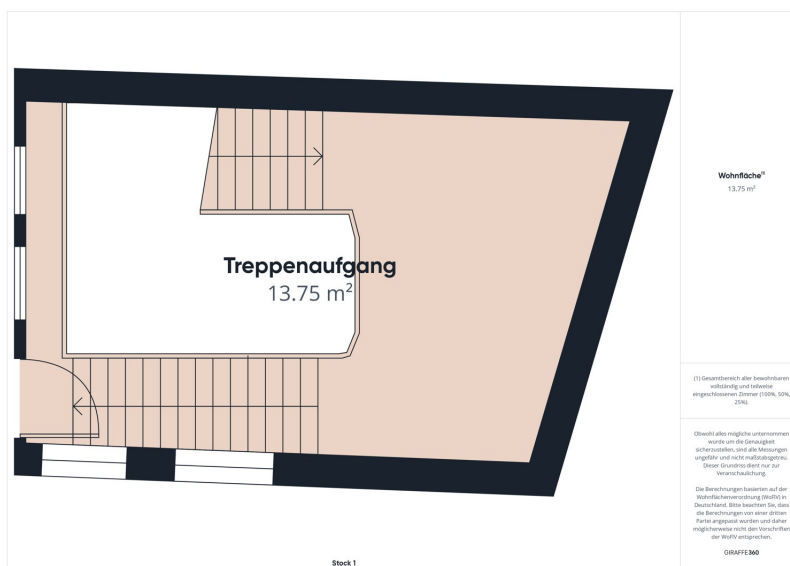 Treppenaufgang
13.75 m²
Stock 1
Wohnfläche⁽¹⁾
13.75 m²
(1) Gesamtbereich aller bewohnbaren
vollständig und teilweise
eingeschlossenen Zimmer (100%, 50%,
25%).
Obwohl alles mögliche unternommen
wurde um die Genauigkeit
sicherzustellen, sind alle Messungen
ungefähr und nicht maßstabsgetreu.
Dieser Grundriss dient nur zur
Veranschaulichung.
Die Berechnungen basierten auf der
Wohnflächenverordnung (WoFlV) in
Deutschland. Bitte beachten Sie, dass
die Berechnungen von einer dritten
Partei angepasst wurden und daher
möglicherweise nicht den Vorschriften
der WoFlV entsprechen.
GIRAFFE360